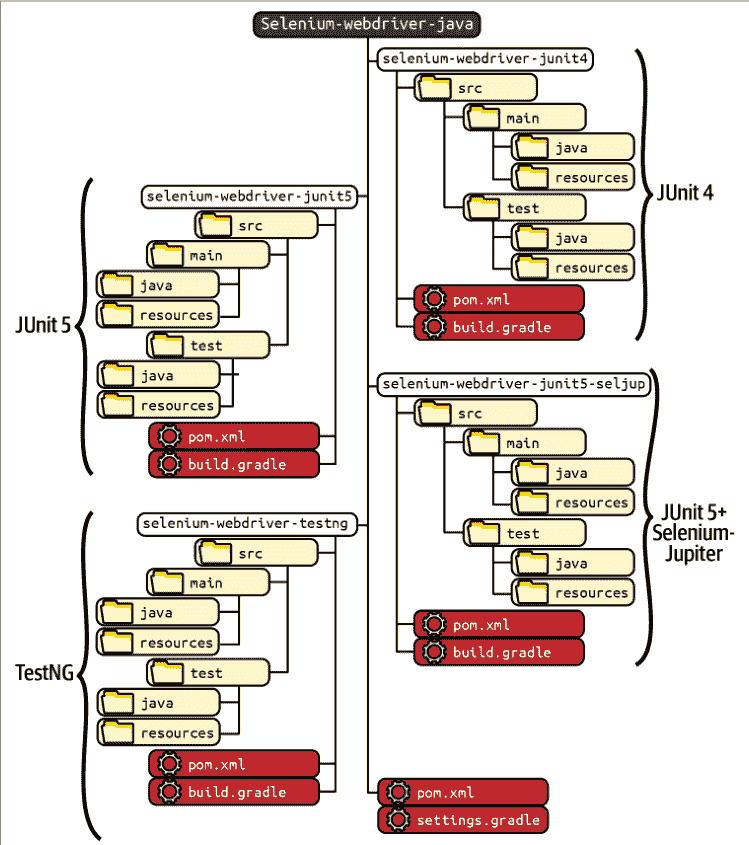 Selenium-webdriver-java
selenium-webdriver-junit4
src
main
java
resources
test
java
resources
pom.xml
build.gradle
JUnit 4
selenium-webdriver-junit5
src
main
java
resources
test
java
resources
pom.xml
build.gradle
JUnit 5
selenium-webdriver-junit5-seljup
src
main
java
resources
test
java
resources
pom.xml
build.gradle
JUnit 5+
Selenium-
Jupiter
selenium-webdriver-testng
src
main
java
resources
test
java
resources
pom.xml
build.gradle
TestNG
pom.xml
settings.gradle